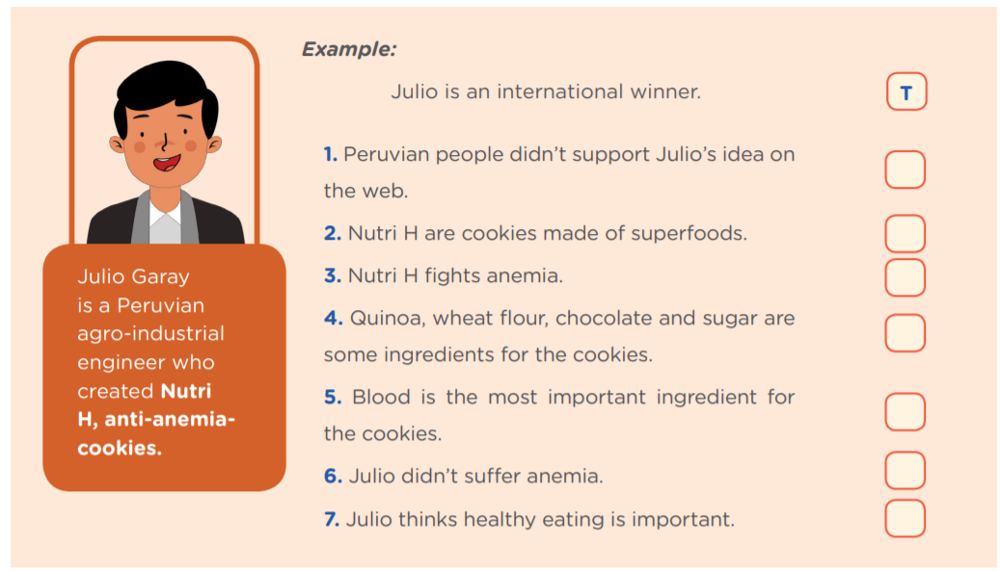 Example:
Julio is an international winner.
T
1. Peruvian people didn't support Julio's idea on
the web.
2. Nutri H are cookies made of superfoods.
3. Nutri H fights anemia.
4. Quinoa, wheat flour, chocolate and sugar are
some ingredients for the cookies.
5. Blood is the most important ingredient for
the cookies.
6. Julio didn't suffer anemia.
7. Julio thinks healthy eating is important.
Julio Garay
is a Peruvian
agro-industrial
engineer who
created Nutri
H, anti-anemia-
cookies.